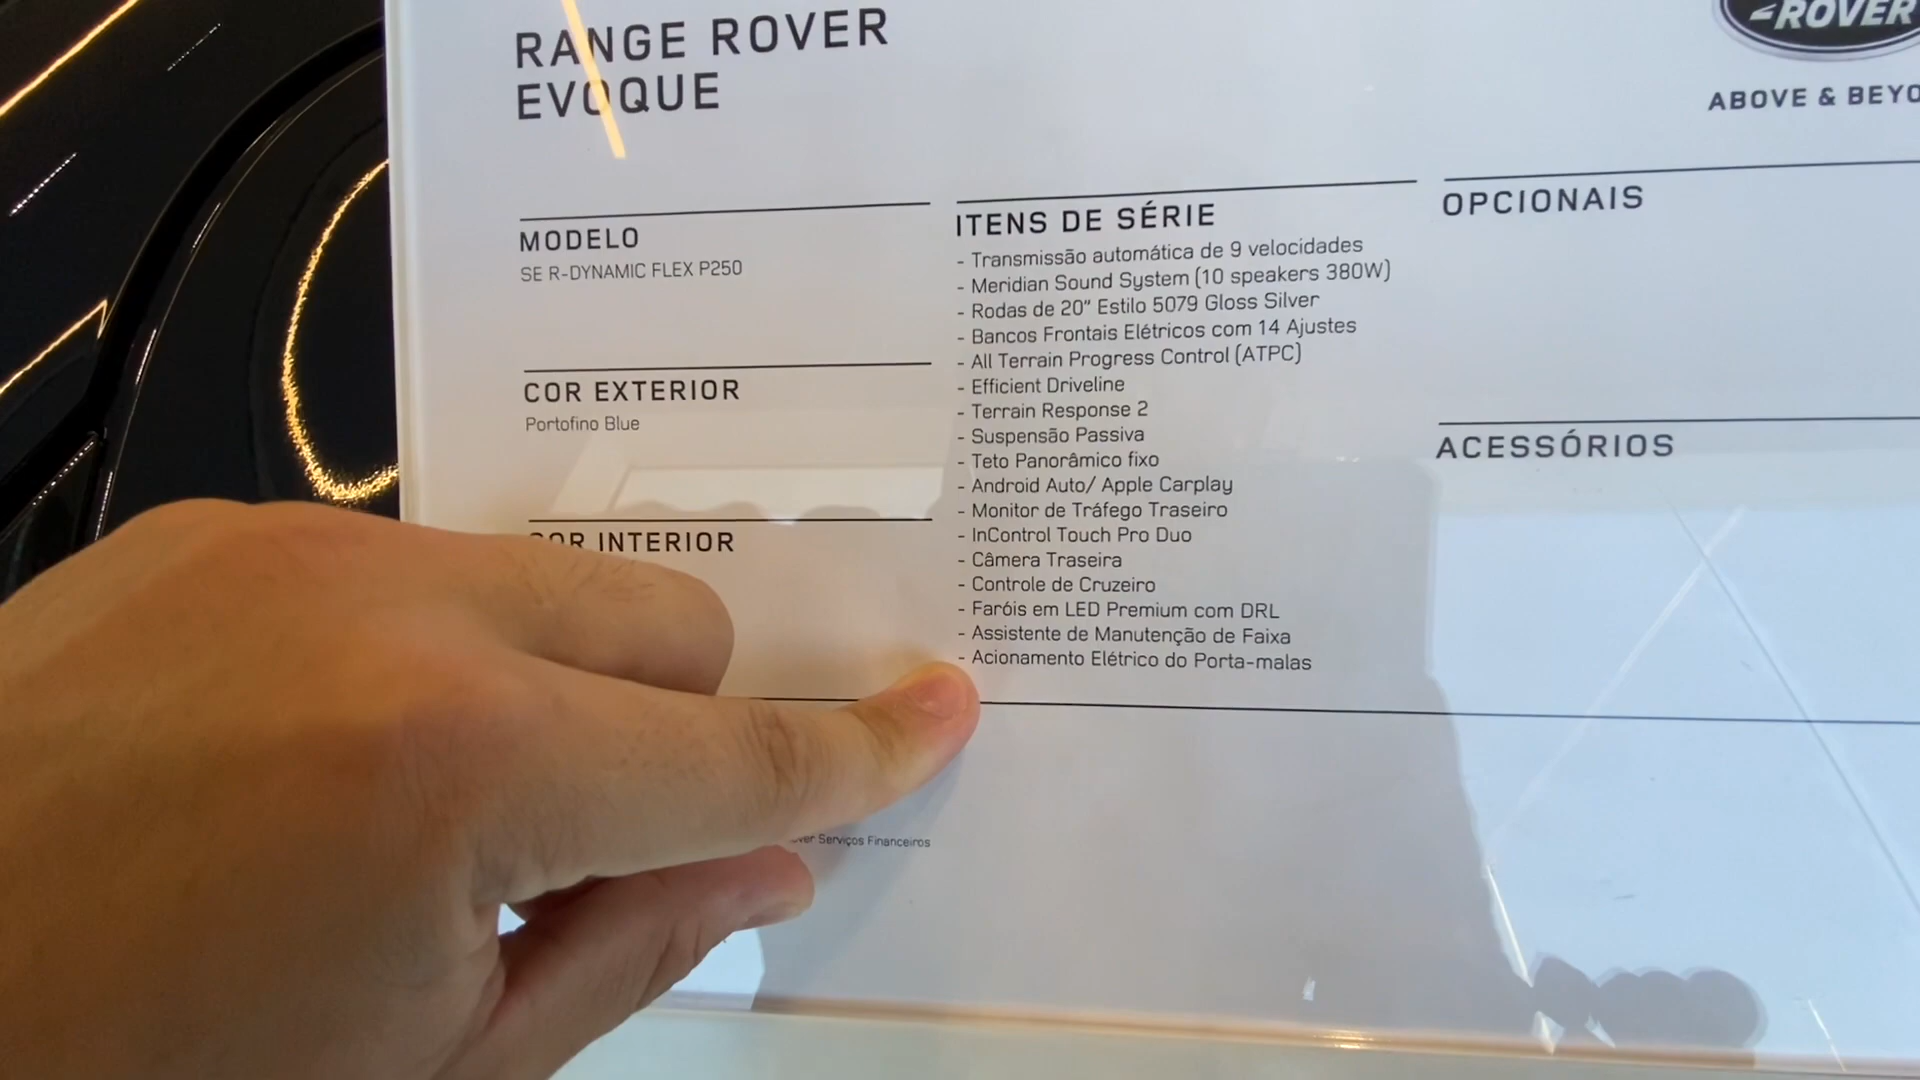 RANGE ROVER
EVOQUE
ROVER
ABOVE &
MODELO
SE R-DYNAMIC FLEX P250
COR EXTERIOR
Portofino Blue
INTERIOR
ITENS DE SÉRIE
- Transmissão automática de 9 velocidades
- Meridian Sound System (10 speakers 380W)
- Rodas de 20" Estilo 5079 Gloss Silver
- Bancos Frontais Elétricos com 14 Ajustes
- All Terrain Progress Control (ATPC)
- Efficient Driveline
- Terrain Response 2
- Suspensão Passiva
- Teto Panorâmico fixo
- Android Auto/ Apple Carplay
- Monitor de Tráfego Traseiro
- InControl Touch Pro Duo
- Câmera Traseira
- Controle de Cruzeiro
- Faróis em LED Premium com DRL
- Assistente de Manutenção de Faixa
- Acionamento Elétrico do Porta-malas
OPCIONAIS
ACESSÓRIOS
Serviços Financeiros